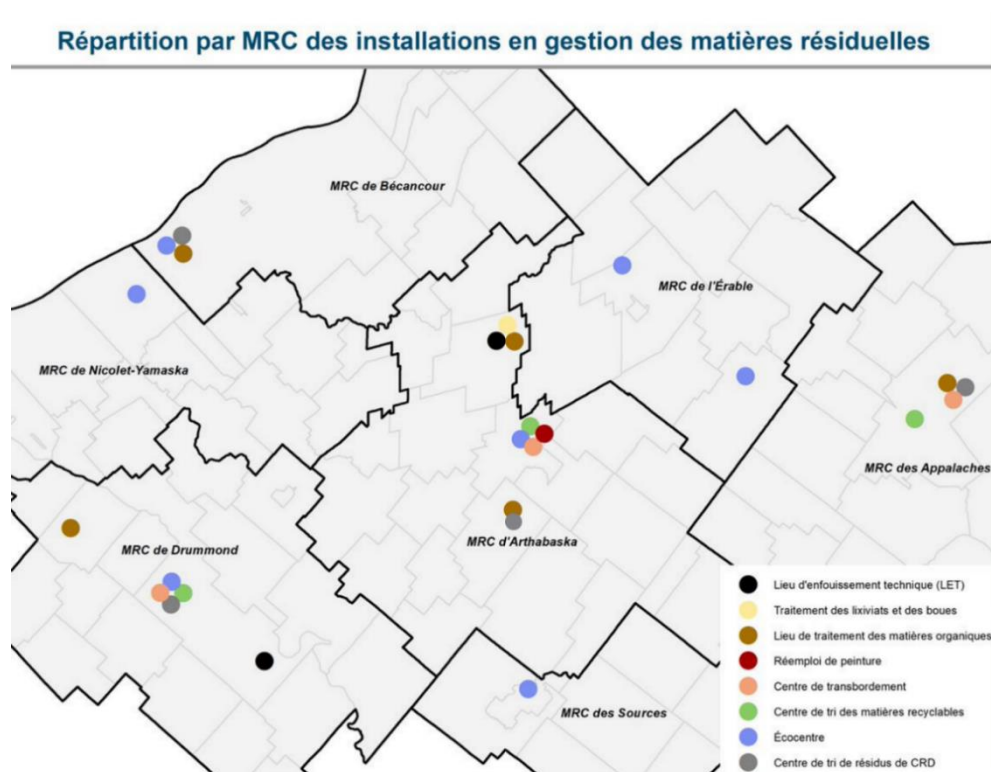 Répartition par MRC des installations en gestion des matières résiduelles
MRC de Bécancour
MRC de l'Érable
MRC de Nicolet-Yamaska
MRC des Appalaches
MRC d'Arthabaska
MRC de Drummond
MRC des Sources
Lieu d'enfouissement technique (LET)
Traitement des lixiviats et des boues
Lieu de traitement des matières organiques
Réemploi de peinture
Centre de transbordement
Centre de tri des matières recyclables
Écocentre
Centre de tri de résidus de CRD